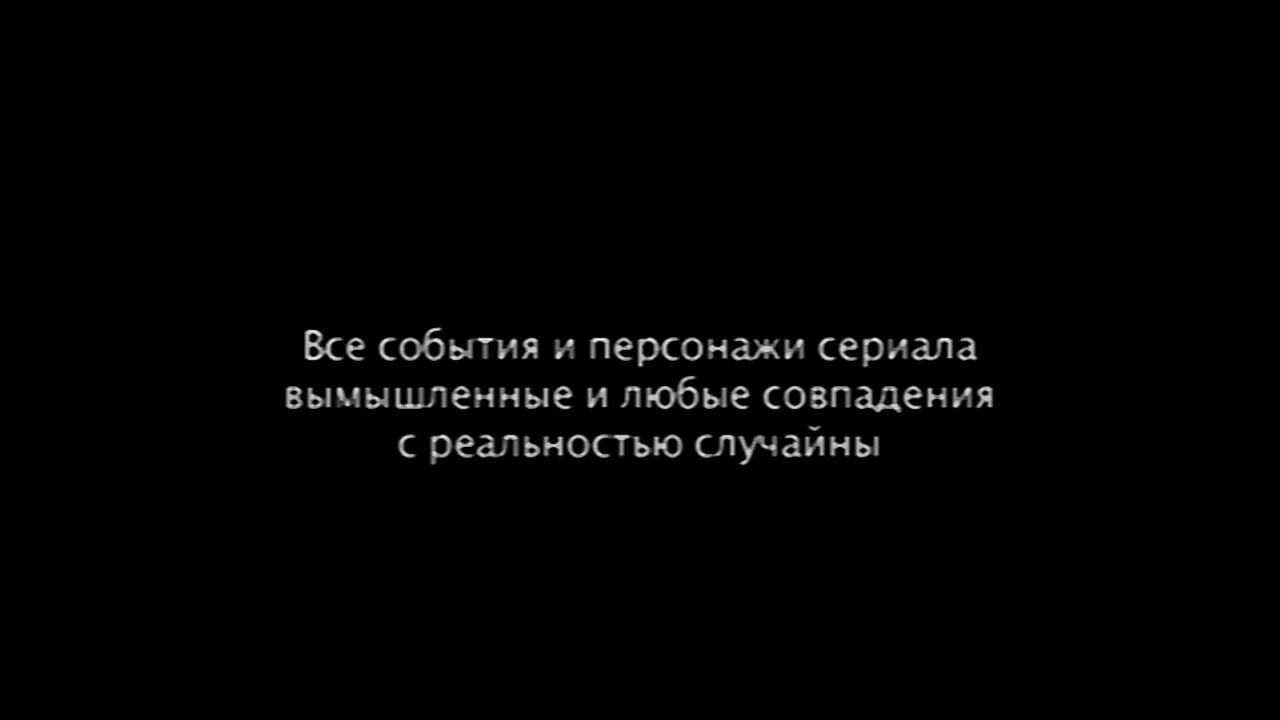 Все события и персонажи сериала
вымышленные и любые совпадения
с реальностью случайны